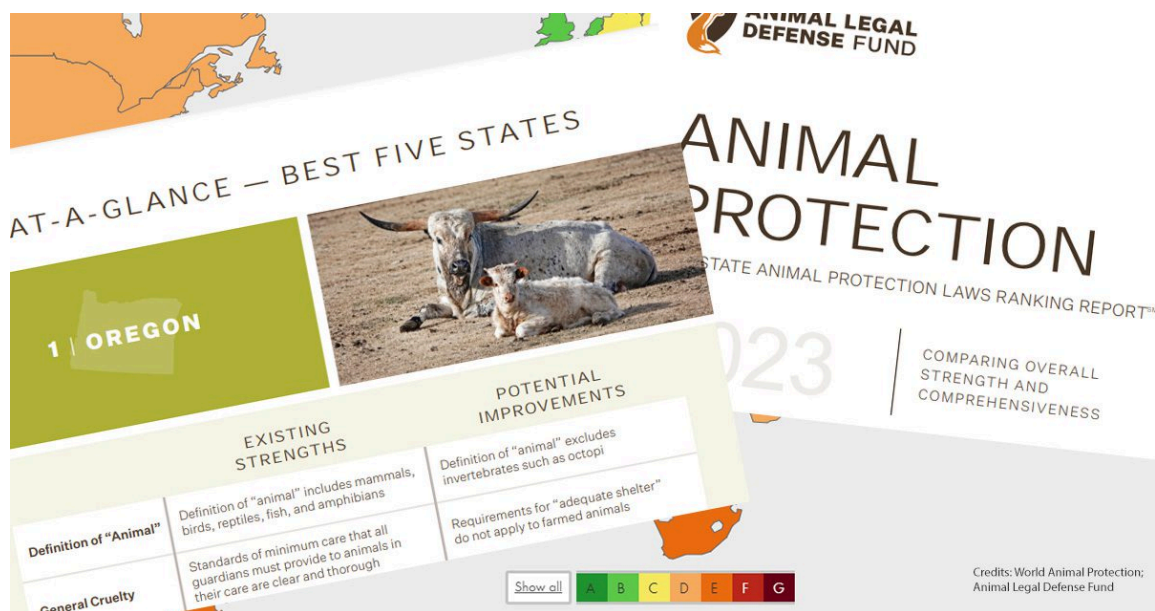 ANIMAL LEGAL
DEFENSE FUND
ANIMAL
PROTECTION
STATE ANIMAL PROTECTION LAWS RANKING REPORT℠
023
COMPARING OVERALL
STRENGTH AND
COMPREHENSIVENESS
AT-A-GLANCE — BEST FIVE STATES
1 | OREGON
EXISTING
STRENGTHS
POTENTIAL
IMPROVEMENTS
Definition of “Animal”
Definition of “animal” includes mammals,
birds, reptiles, fish, and amphibians
Definition of “animal” excludes
invertebrates such as octopi
General Cruelty
Standards of minimum care that all
guardians must provide to animals in
their care are clear and thorough
Requirements for “adequate shelter”
do not apply to farmed animals
Show all A B C D E F G
Credits: World Animal Protection;
Animal Legal Defense Fund